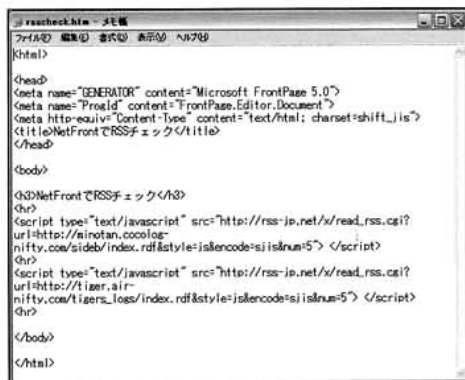 rsscheck.htm - メモ帳
ファイル(F) 編集(E) 書式(O) 表示(V) ヘルプ(H)
<html>
<head>
<meta name="GENERATOR" content="Microsoft FrontPage 5.0">
<meta name="ProgId" content="FrontPage.Editor.Document">
<meta http-equiv="Content-Type" content="text/html; charset=shift_jis">
<title>NetFrontでRSSチェック</title>
</head>
<body>
<h3>NetFrontでRSSチェック</h3>
<hr>
<script type="text/javascript" src="http://rss-jp.net/x/read_rss.cgi?
url=http://minotan.cocolog-
nifty.com/sideb/index.rdf&style=js&encode=sjis&num=5"> </script>
<hr>
<script type="text/javascript" src="http://rss-jp.net/x/read_rss.cgi?
url=http://tiger.air-
nifty.com/tigers_logs/index.rdf&style=js&encode=sjis&num=5"> </script>
<hr>
</body>
</html>